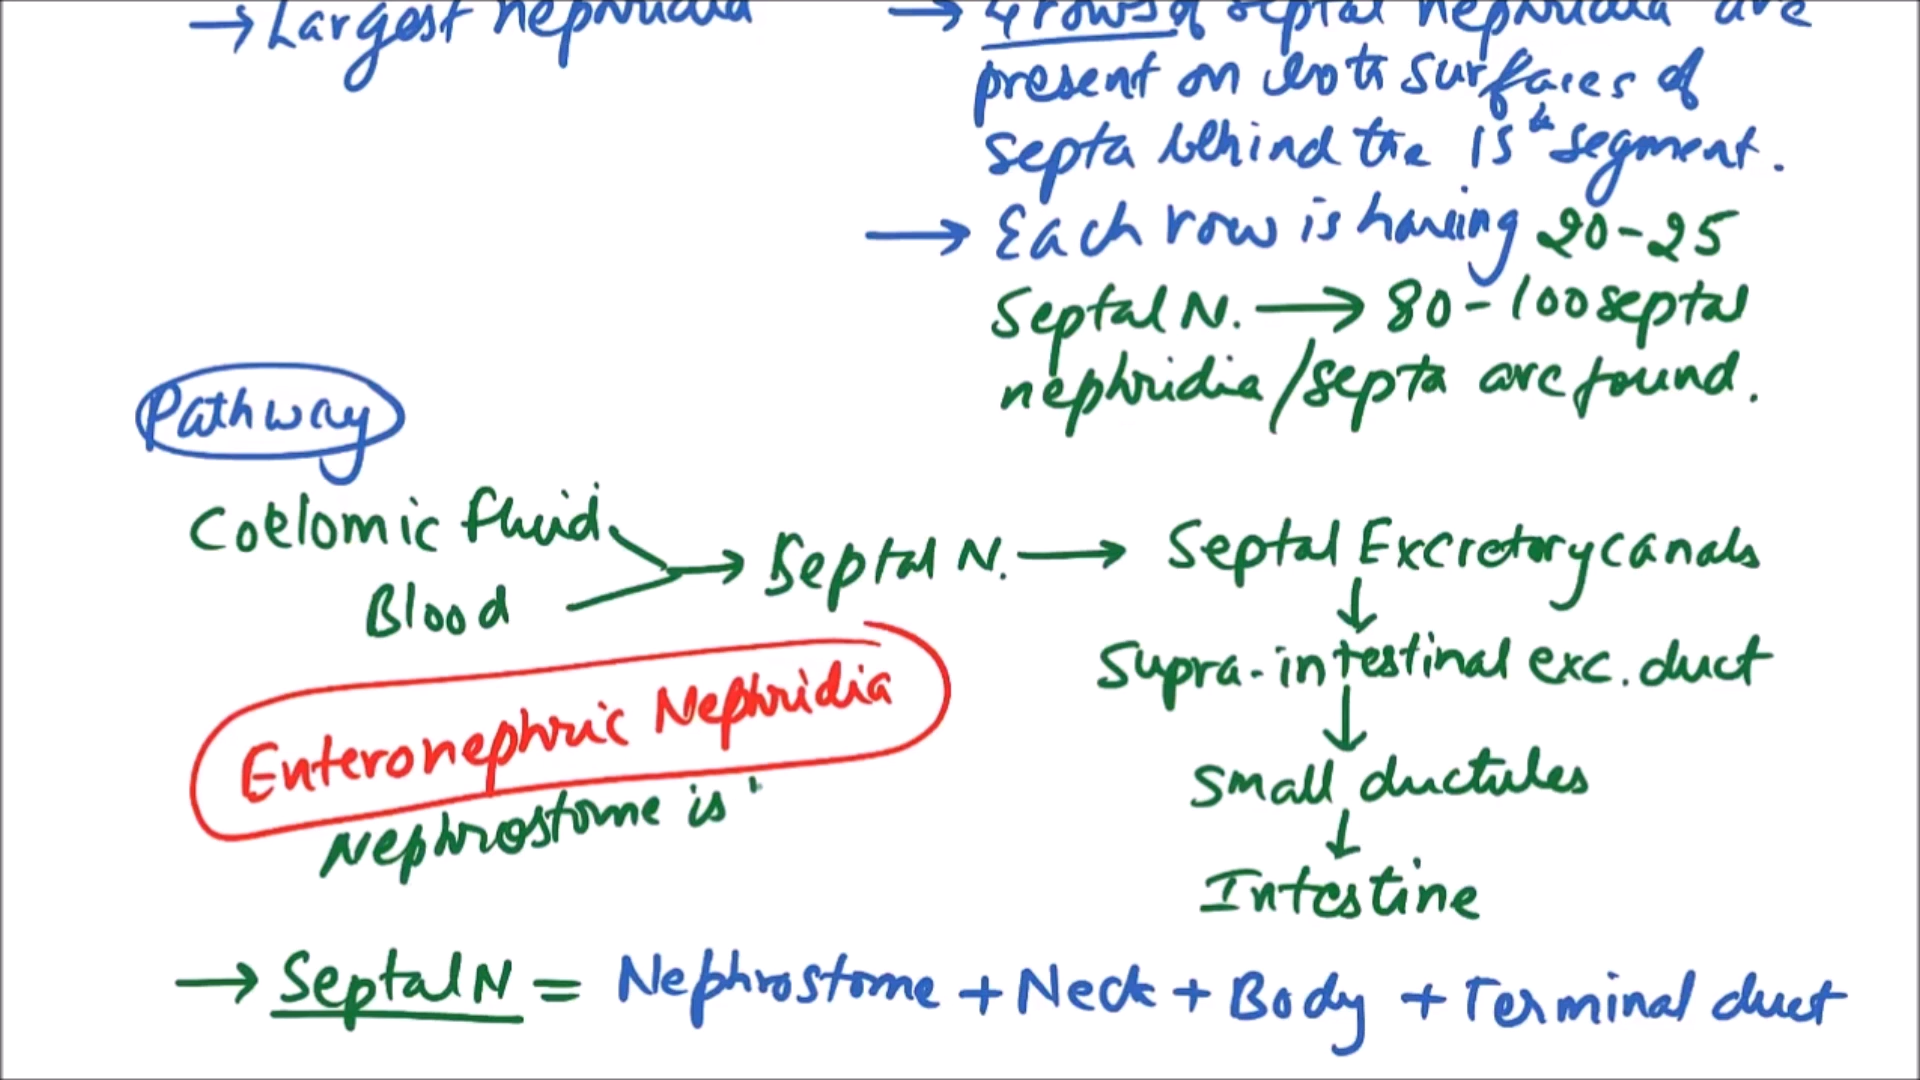 → Largest nephridia
→ 4 rows of septal nephridia are
present on both surfaces of
septa behind the 15th segment.
→ Each row is having 20-25
Septal N. → 80-100 septal
nephridia/septa are found.
Pathway
Coelomic fluid
Blood
→ Septal N. → Septal Excretory canals
↓
Supra-intestinal exc. duct
↓
Small ductules
↓
Intestine
Enteronephric Nephridia
Nephrostome is
→ Septal N = Nephrostome + Neck + Body + Terminal duct